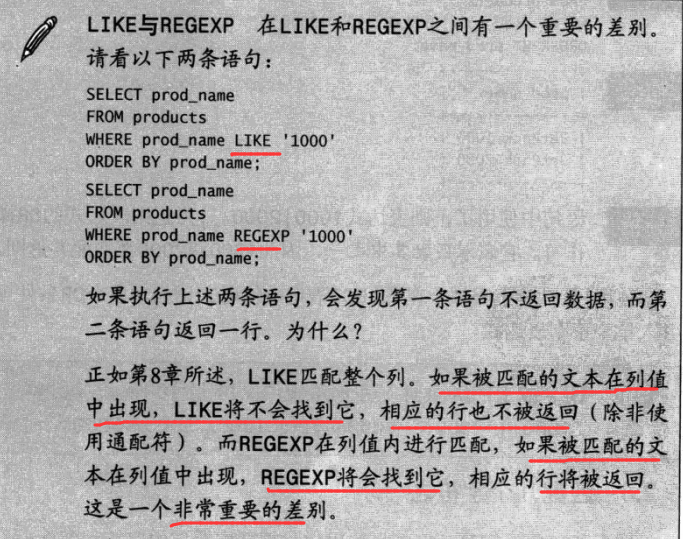 LIKE与REGEXP 在LIKE和REGEXP之间有一个重要的差别。
请看以下两条语句：
SELECT prod_name
FROM products
WHERE prod_name LIKE '1000'
ORDER BY prod_name;
SELECT prod_name
FROM products
WHERE prod_name REGEXP '1000'
ORDER BY prod_name;
如果执行上述两条语句，会发现第一条语句不返回数据，而第
二条语句返回一行。为什么？
正如第8章所述，LIKE匹配整个列。如果被匹配的文本在列值
中出现，LIKE将不会找到它，相应的行也不被返回（除非使
用通配符）。而REGEXP在列值内进行匹配，如果被匹配的文
本在列值中出现，REGEXP将会找到它，相应的行将被返回。
这是一个非常重要的差别。